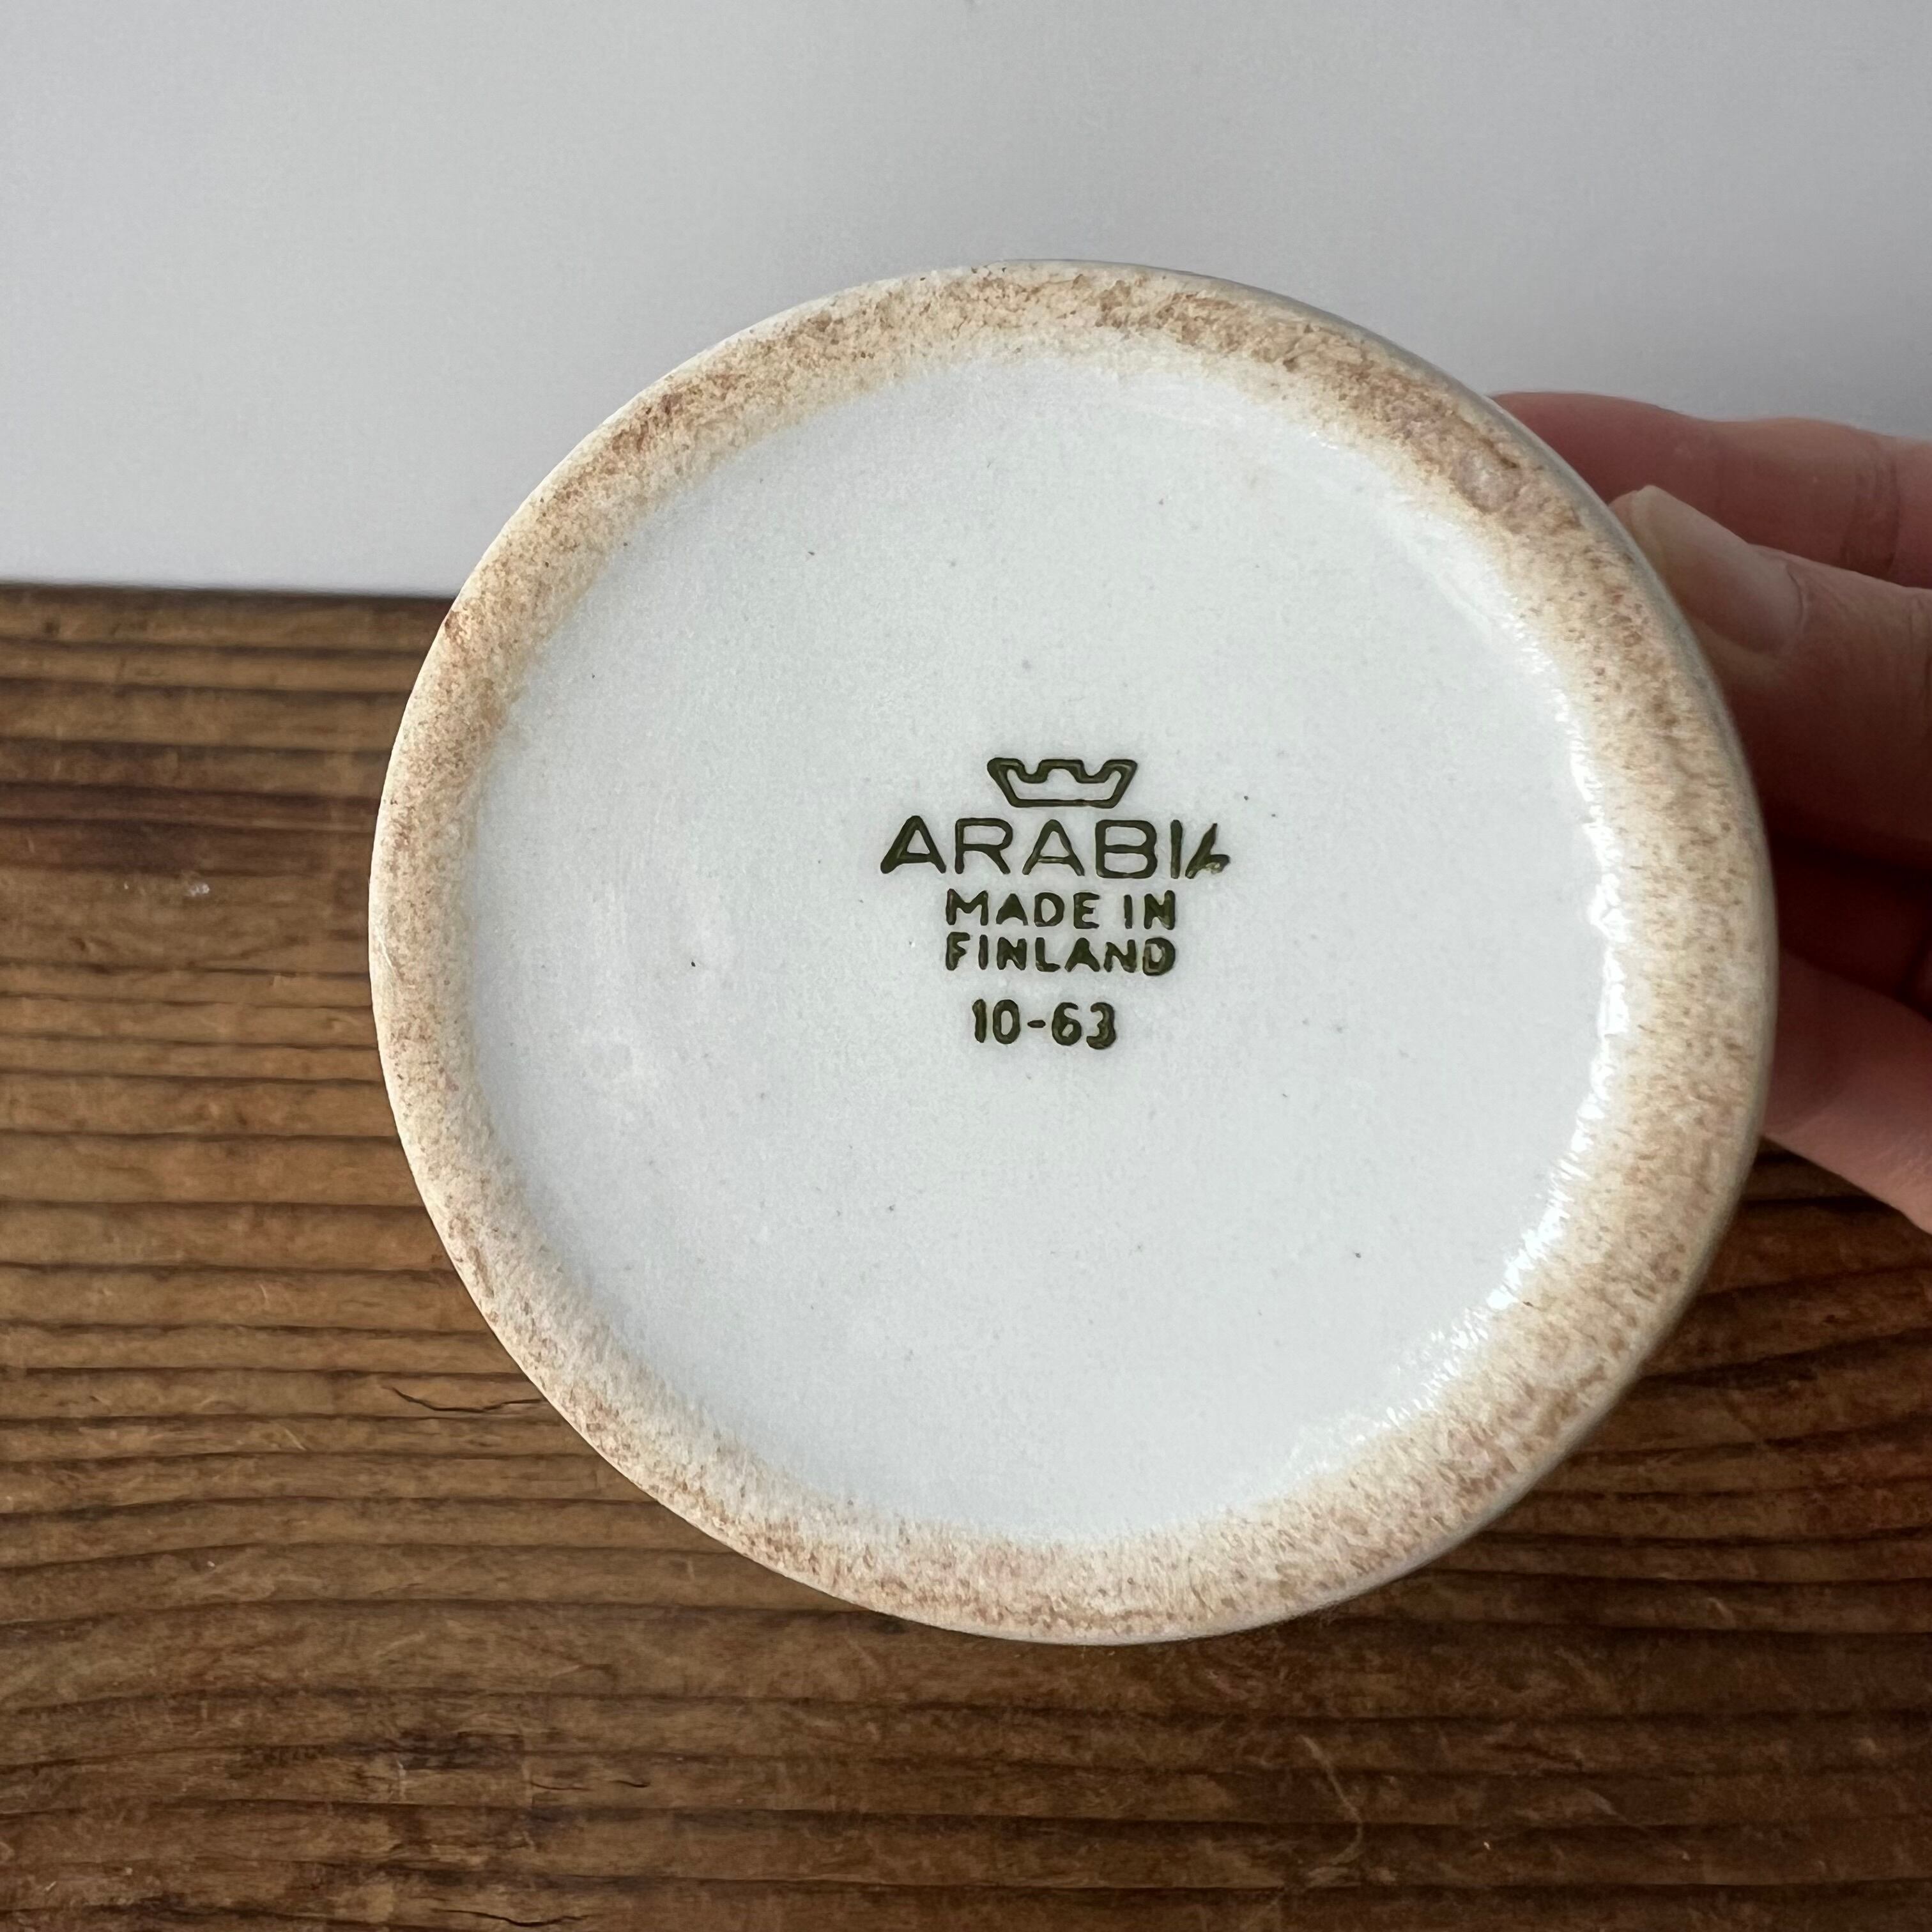 ARABIA
MADE IN
FINLAND
10-63